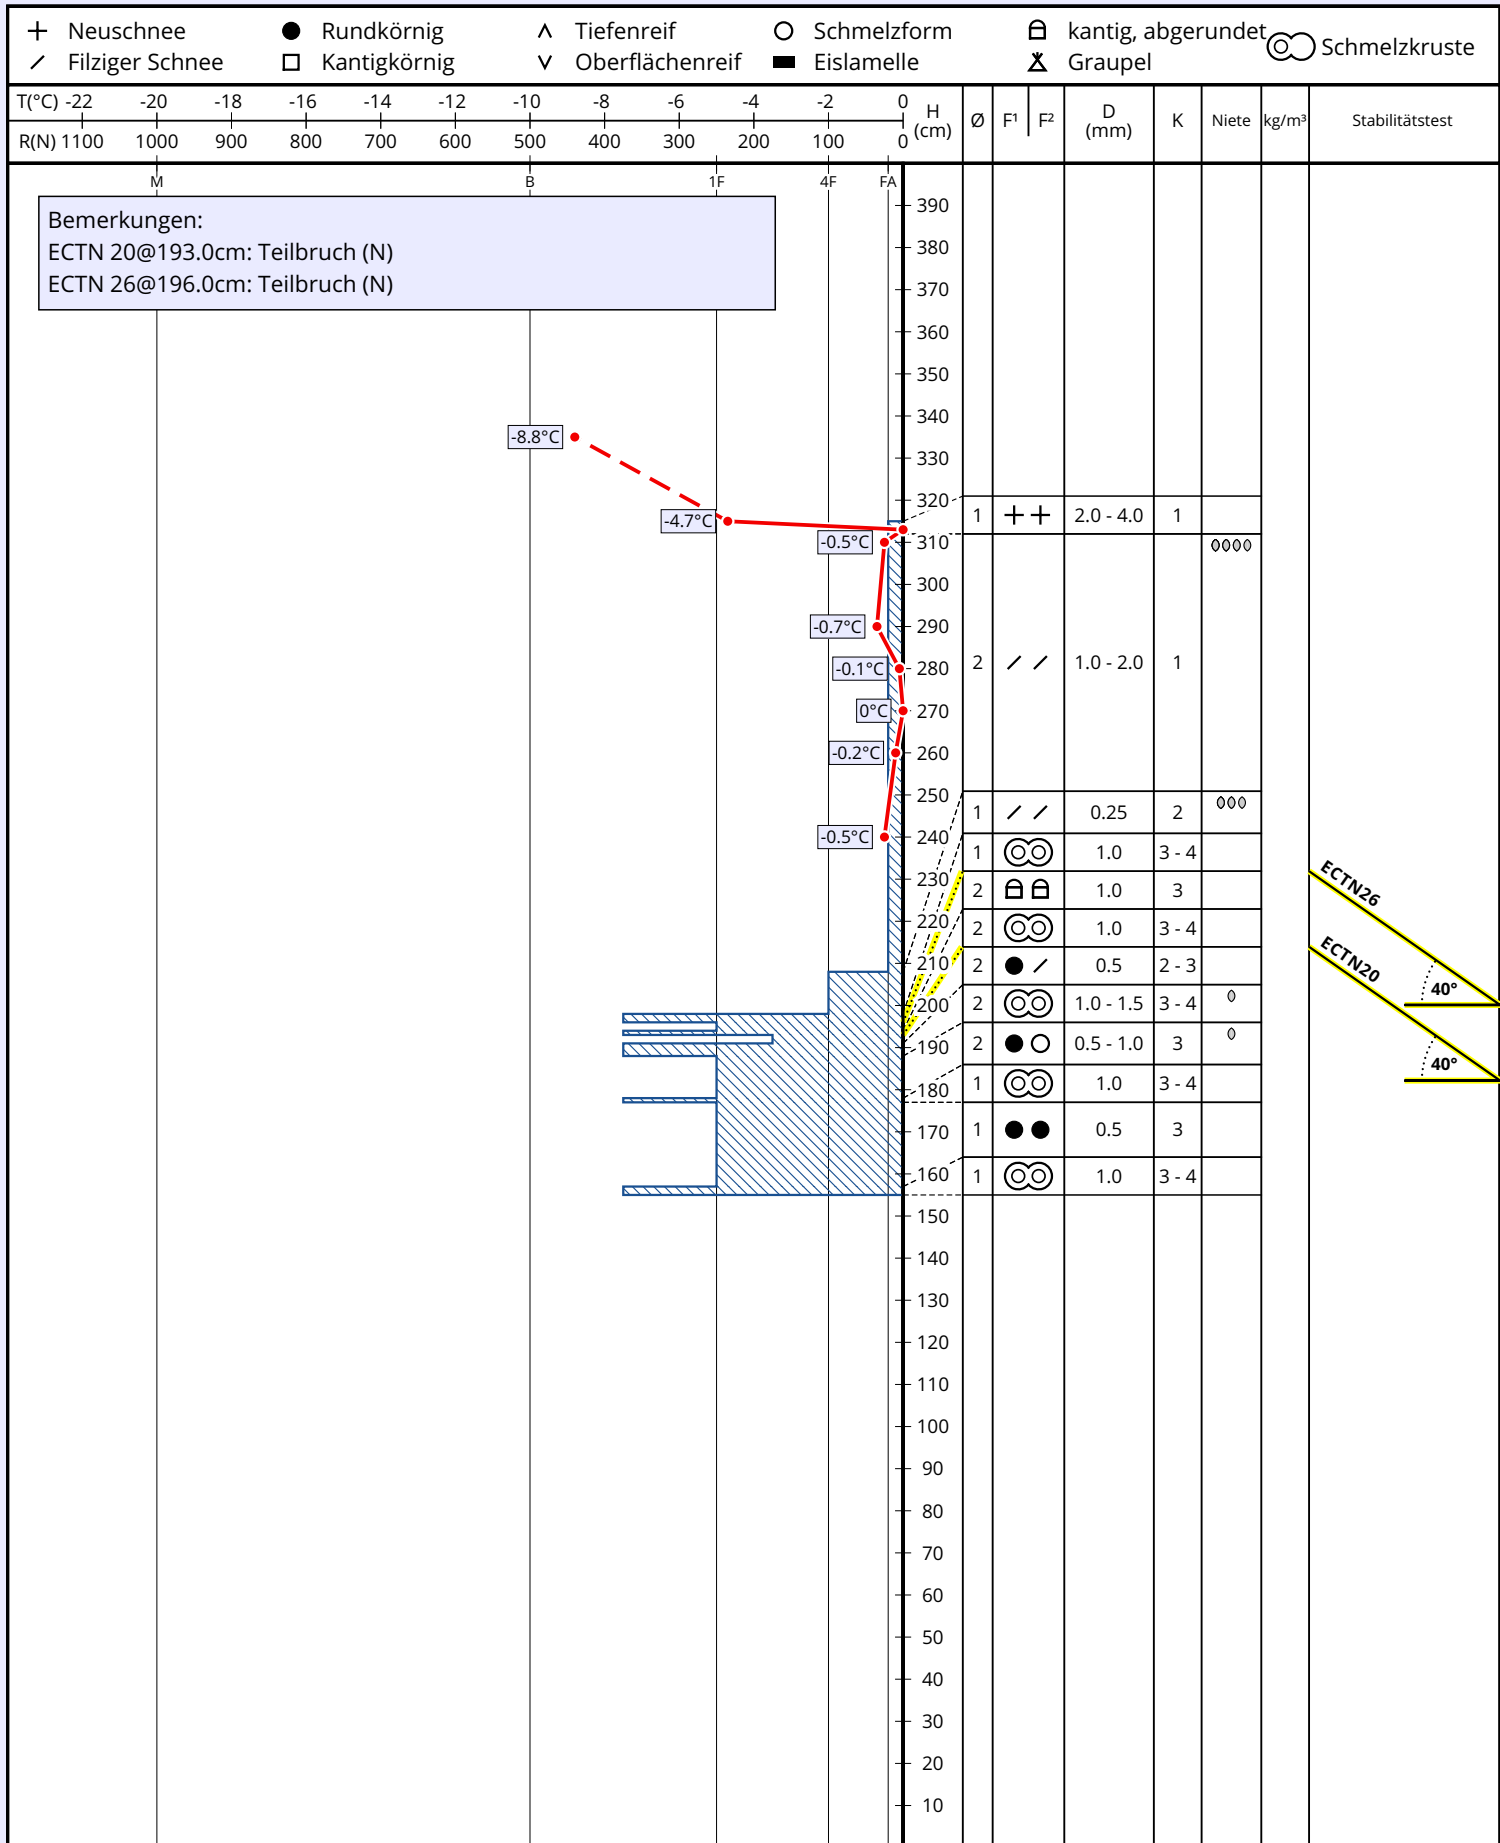 Neuschnee Rundkörnig Tiefenreif Schmelzform kantig, abgerundet Schmelzkruste
Filziger Schnee Kantigkörnig Oberflächenreif Eislamelle Graupel
T(°C) -22 -20 -18 -16 -14 -12 -10 -8 -6 -4 -2 0
R(N) 1100 1000 900 800 700 600 500 400 300 200 100 0
H (cm) Ø F¹ F² D (mm) K Niete kg/m³ Stabilitätstest
M B 1F 4F FA
Bemerkungen:
ECTN 20@193.0cm: Teilbruch (N)
ECTN 26@196.0cm: Teilbruch (N)
390
380
370
360
350
340
-8.8°C
330
320
-4.7°C 1 2.0 - 4.0 1
-0.5°C 310
300
-0.7°C 290
-0.1°C 280 2 1.0 - 2.0 1
0°C 270
-0.2°C 260
250
1 0.25 2
-0.5°C 240
1 1.0 3 - 4
230 ECTN26
2 1.0 3
220 2 1.0 3 - 4
210 2 0.5 2 - 3 ECTN20
40°
200 2 1.0 - 1.5 3 - 4
190 2 0.5 - 1.0 3
40°
180 1 1.0 3 - 4
170 1 0.5 3
160 1 1.0 3 - 4
150
140
130
120
110
100
90
80
70
60
50
40
30
20
10